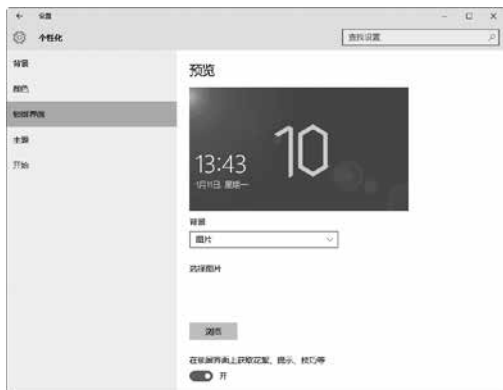 设置
个性化
查找设置
背景
颜色
锁屏界面
主题
开始
预览
10
13:43
1月11日, 星期一
背景
图片
选择图片
浏览
在锁屏界面上获取花絮、提示、技巧等
开